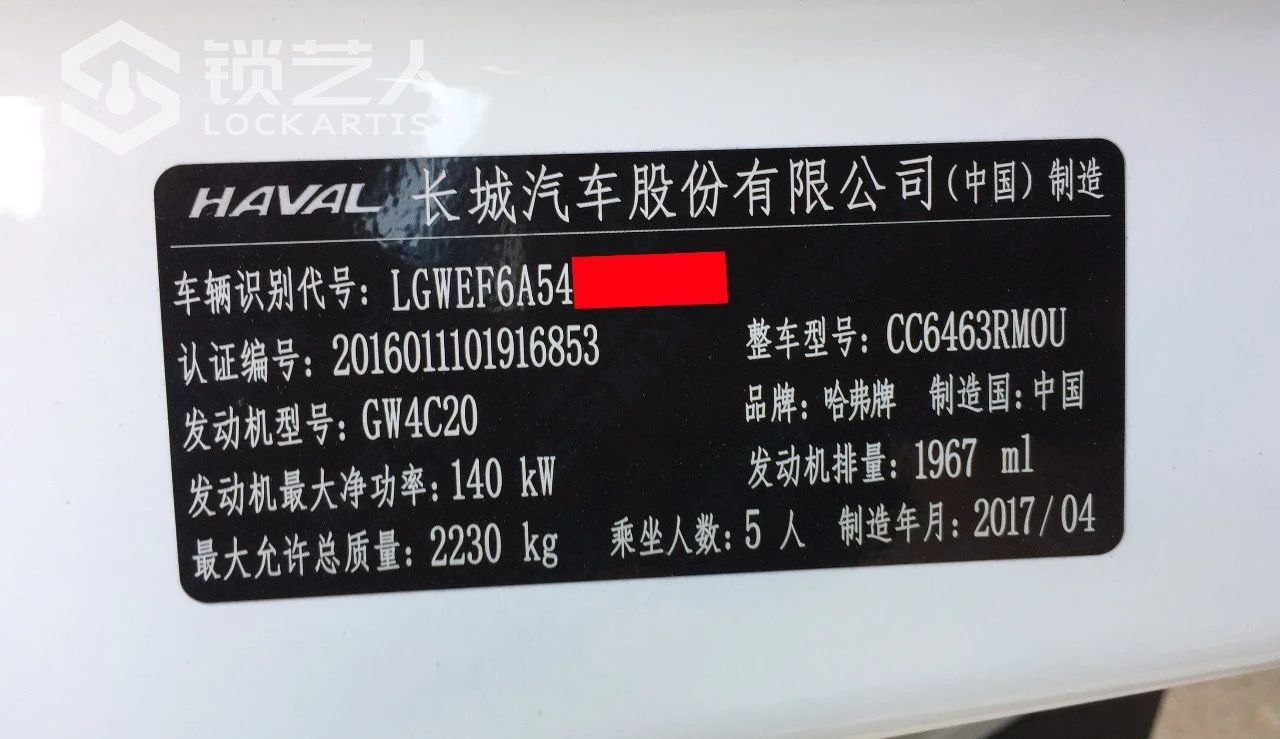 锁艺人
LOCKARTIST
HAVAL 长城汽车股份有限公司(中国)制造
车辆识别代号: LGWEF6A54
认证编号: 2016011101916853 整车型号: CC6463RM0U
发动机型号: GW4C20 品牌: 哈弗牌 制造国: 中国
发动机最大净功率: 140 kW 发动机排量: 1967 ml
最大允许总质量: 2230 kg 乘坐人数: 5 人 制造年月: 2017/04